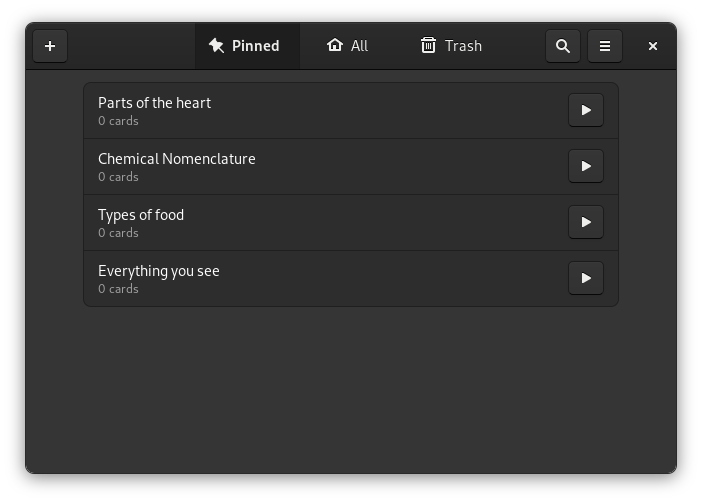 Pinned
All
Trash
Parts of the heart
0 cards
Chemical Nomenclature
0 cards
Types of food
0 cards
Everything you see
0 cards